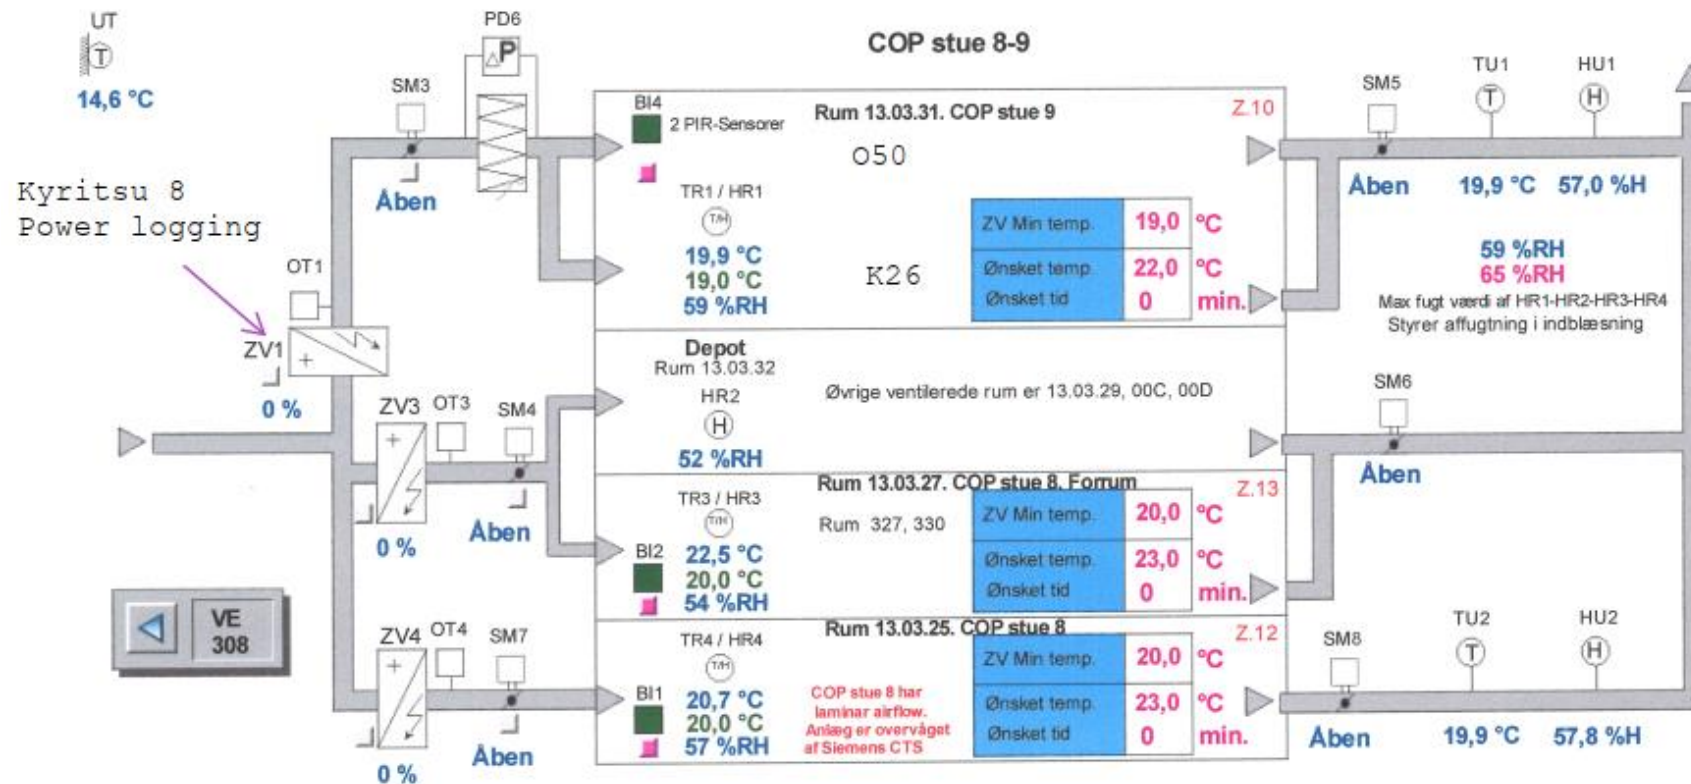 UT
T
14,6 °C
PD6
△P
SM3
Åben
COP stue 8-9
Kyritsu 8
Power logging
OT1
ZV1
0 %
ZV3
OT3
SM4
0 %
Åben
VE
308
ZV4
OT4
SM7
0 %
Åben
BI4
2 PIR-Sensorer
Rum 13.03.31. COP stue 9
Z.10
O50
TR1 / HR1
T/H
19,9 °C
19,0 °C
59 %RH
K26
ZV Min temp. 19,0 °C
Ønsket temp. 22,0 °C
Ønsket tid 0 min.
Depot
Rum 13.03.32
HR2
H
52 %RH
Øvrige ventilerede rum er 13.03.29, 00C, 00D
Rum 13.03.27. COP stue 8, Forrum
Z.13
TR3 / HR3
T/H
Rum 327, 330
BI2
22,5 °C
20,0 °C
54 %RH
ZV Min temp. 20,0 °C
Ønsket temp. 23,0 °C
Ønsket tid 0 min.
Rum 13.03.25. COP stue 8
Z.12
TR4 / HR4
T/H
BI1
20,7 °C
20,0 °C
57 %RH
COP stue 8 har
laminar airflow.
Anlæg er overvåget
af Siemens CTS
ZV Min temp. 20,0 °C
Ønsket temp. 23,0 °C
Ønsket tid 0 min.
SM5
TU1
HU1
T
H
Åben
19,9 °C
57,0 %H
59 %RH
65 %RH
Max fugt værdi af HR1-HR2-HR3-HR4
Styrer affugtning i indblæsning
SM6
Åben
SM8
TU2
HU2
T
H
Åben
19,9 °C
57,8 %H